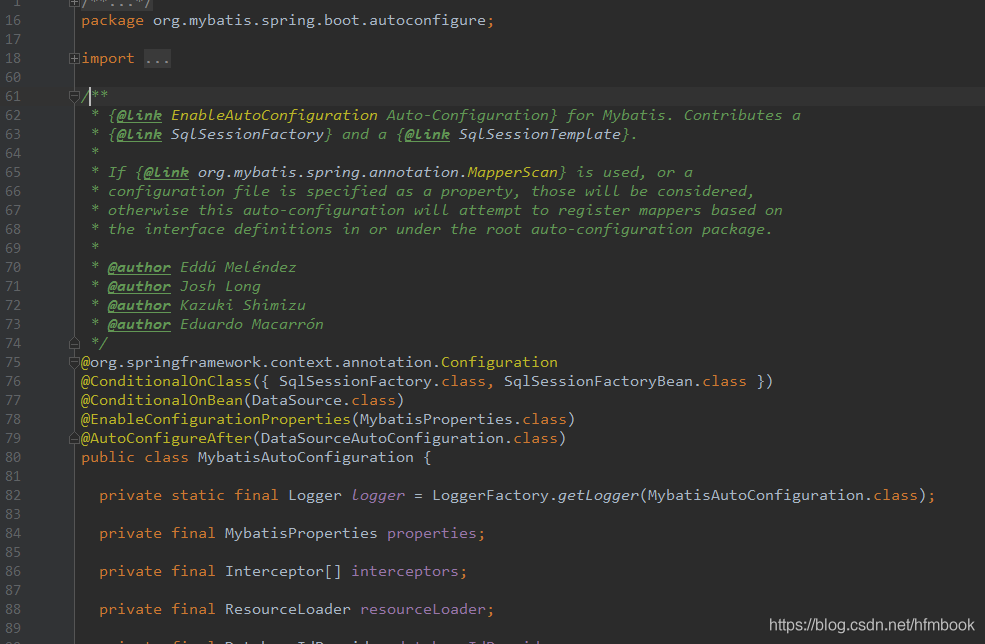 1 /**...*/
16 package org.mybatis.spring.boot.autoconfigure;
17
18 import ...
60
61 /**
62 * {@link EnableAutoConfiguration Auto-Configuration} for Mybatis. Contributes a
63 * {@link SqlSessionFactory} and a {@link SqlSessionTemplate}.
64 *
65 * If {@link org.mybatis.spring.annotation.MapperScan} is used, or a
66 * configuration file is specified as a property, those will be considered,
67 * otherwise this auto-configuration will attempt to register mappers based on
68 * the interface definitions in or under the root auto-configuration package.
69 *
70 * @author Eddú Meléndez
71 * @author Josh Long
72 * @author Kazuki Shimizu
73 * @author Eduardo Macarrón
74 */
75 @org.springframework.context.annotation.Configuration
76 @ConditionalOnClass({ SqlSessionFactory.class, SqlSessionFactoryBean.class })
77 @ConditionalOnBean(DataSource.class)
78 @EnableConfigurationProperties(MybatisProperties.class)
79 @AutoConfigureAfter(DataSourceAutoConfiguration.class)
80 public class MybatisAutoConfiguration {
81
82 private static final Logger logger = LoggerFactory.getLogger(MybatisAutoConfiguration.class);
83
84 private final MybatisProperties properties;
85
86 private final Interceptor[] interceptors;
87
88 private final ResourceLoader resourceLoader;
89
https://blog.csdn.net/hfmbook